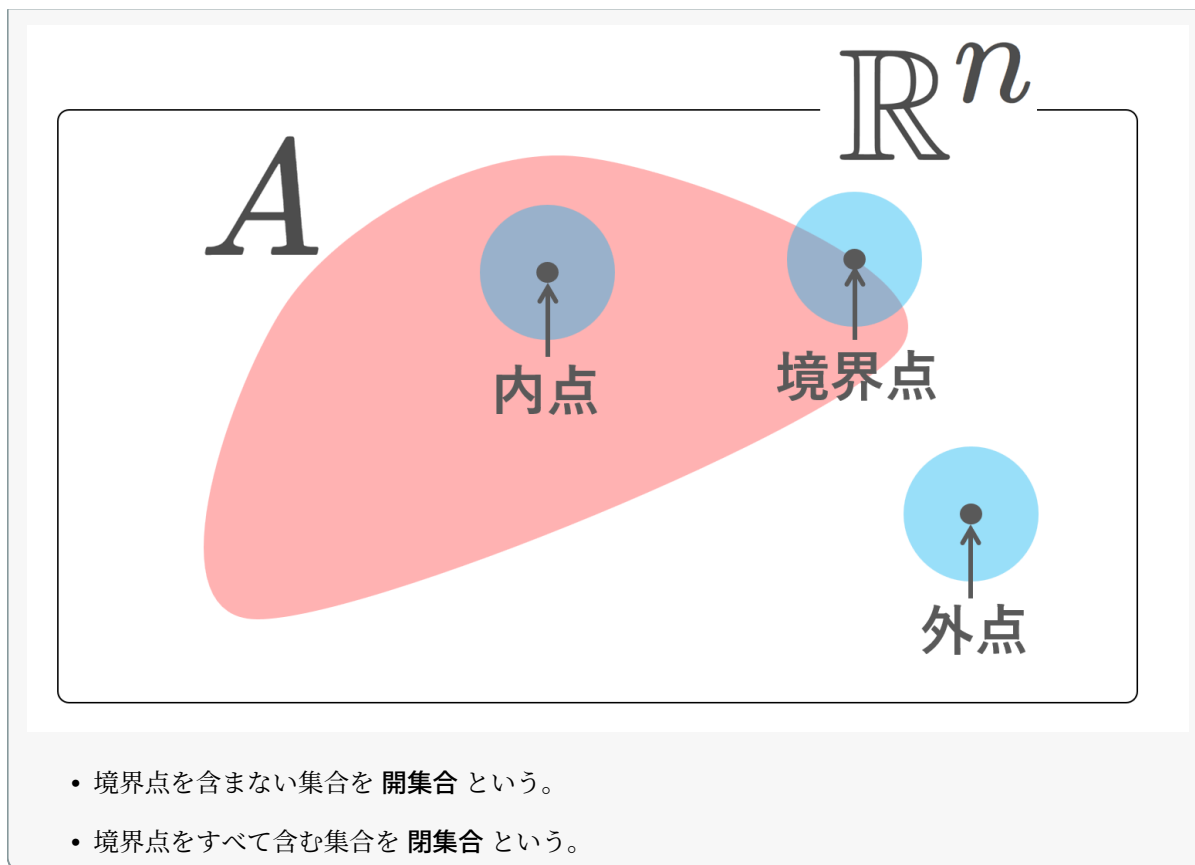 ℝⁿ
A
内点
境界点
外点
• 境界点を含まない集合を 開集合 という。
• 境界点をすべて含む集合を 閉集合 という。